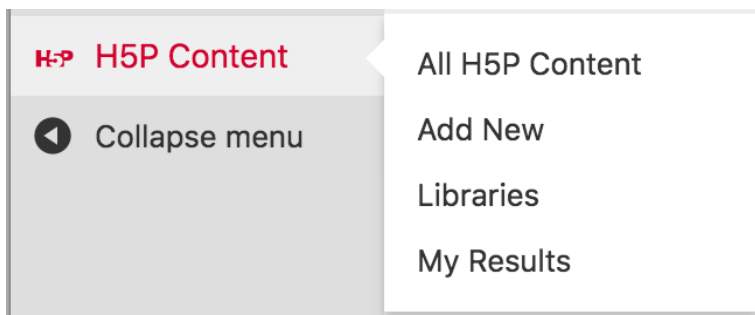 H5P H5P Content
Collapse menu
All H5P Content
Add New
Libraries
My Results